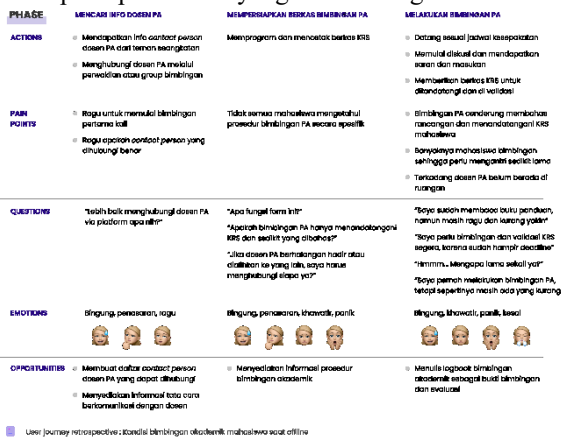 PHASE
MENCARI INFO DOSEN PA
MEMPERSIAPKAN BERKAS BIMBINGAN PA
MELAKUKAN BIMBINGAN PA
ACTIONS
Mendapatkan info contact person
dosen PA dari teman seangkatan
Menghubungi dosen PA melalui
perwakilan atau group bimbingan
Memprogram dan mencetak berkas KRS
Datang sesuai jadwal kesepakatan
Memulai diskusi dan mendapatkan
saran dan masukan
Memberikan berkas KRS untuk
ditandatangi dan di validasi
PAIN
POINTS
Ragu untuk memulai bimbingan
pertama kali
Ragu apakah contact person yang
dihubungi benar
Tidak semua mahasiswa mengetahui
prosedur bimbingan PA secara spesifik
Bimbingan PA cenderung membahas
rancangan dan menandatangani KRS
mahasiswa
Banyaknya mahasiswa bimbingan
sehingga perlu mengantri sedikit lama
Terkadang dosen PA belum berada di
ruangan
QUESTIONS
"Lebih baik menghubungi dosen PA
via platform apa nih?"
"Apa fungsi form ini?"
"Apakah bimbingan PA hanya menandatangani
KRS dan sedikit yang dibahas?"
"Jika dosen PA berhalangan hadir atau
dialihkan ke yang lain, saya harus
menghubungi siapa ya?"
"Saya sudah membaca buku panduan,
namun masih ragu dan kurang yakin"
"Saya perlu bimbingan dan validasi KRS
segera, karena sudah hampir deadline"
"Hmmm... Mengapa lama sekali ya?"
"Saya pernah melakukan bimbingan PA,
tetapi sepertinya masih ada yang kurang
EMOTIONS
Bingung, penasaran, ragu
Bingung, penasaran, khawatir, panik
Bingung, khawatir, panik, kesal
OPPORTUNITIES
Membuat daftar contact person
dosen PA yang dapat dihubungi
Menyediakan informasi tata cara
berkomunikasi dengan dosen
Menyediakan informasi prosedur
bimbingan akademik
Menulis logbook bimbingan
akademik sebagai bukti bimbingan
dan evaluasi
User journey retrospective : Kondisi bimbingan akademik mahasiswa saat offline